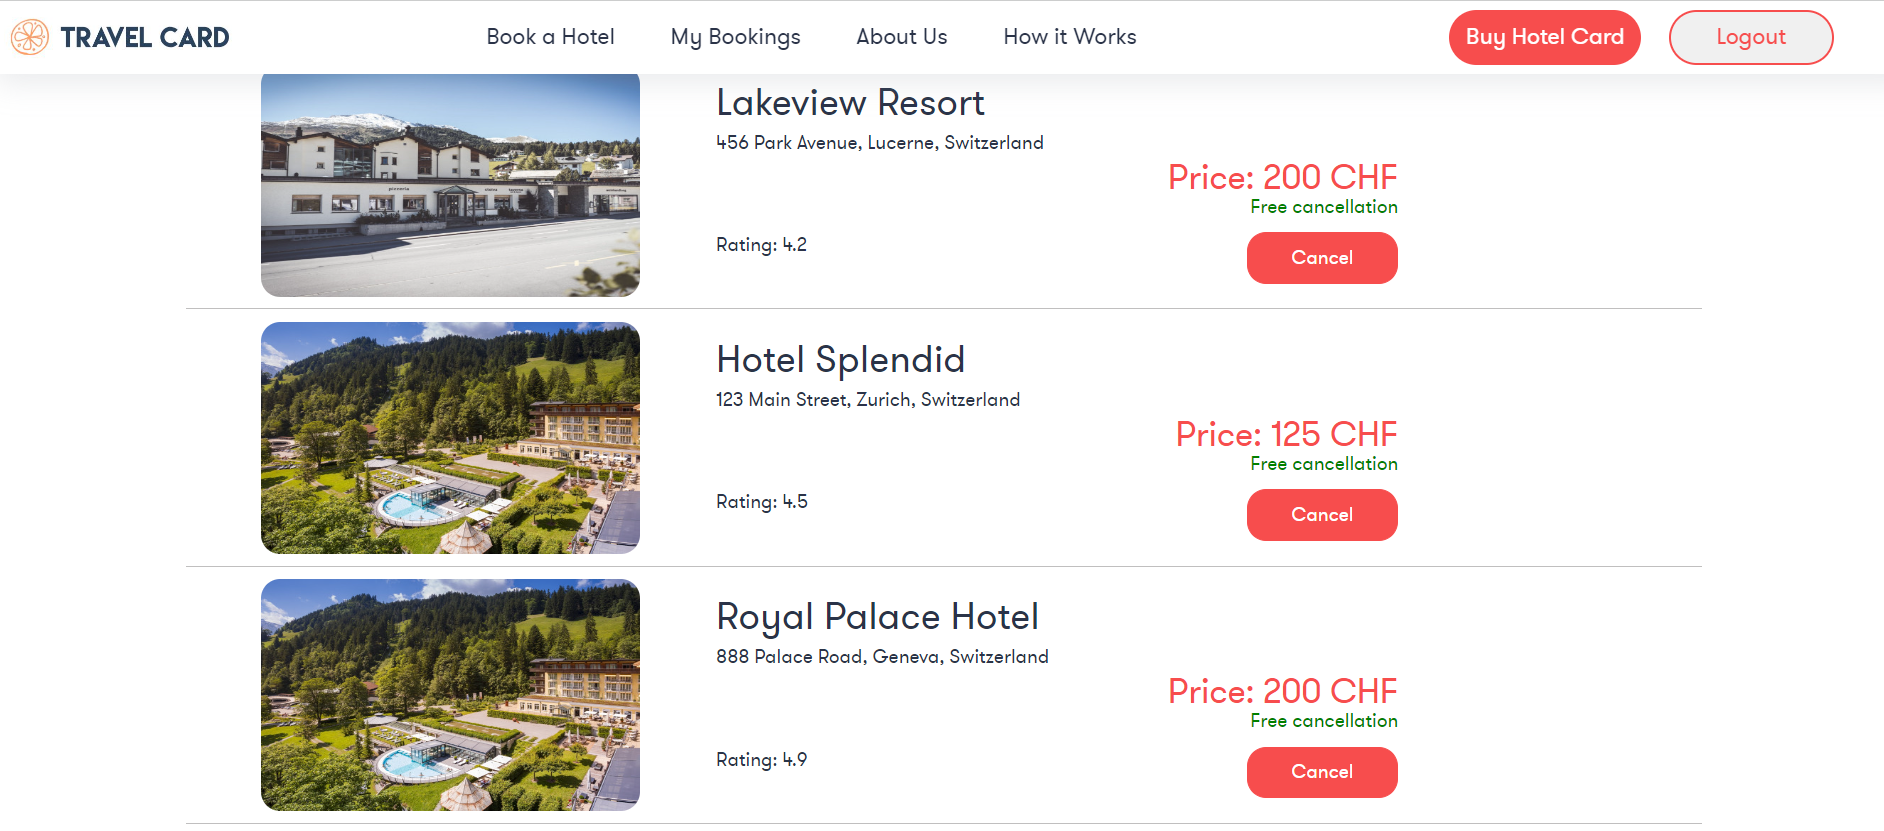 TRAVEL CARD
Book a Hotel
My Bookings
About Us
How it Works
Buy Hotel Card
Logout
Lakeview Resort
456 Park Avenue, Lucerne, Switzerland
Price: 200 CHF
Free cancellation
Rating: 4.2
Cancel
Hotel Splendid
123 Main Street, Zurich, Switzerland
Price: 125 CHF
Free cancellation
Rating: 4.5
Cancel
Royal Palace Hotel
888 Palace Road, Geneva, Switzerland
Price: 200 CHF
Free cancellation
Rating: 4.9
Cancel